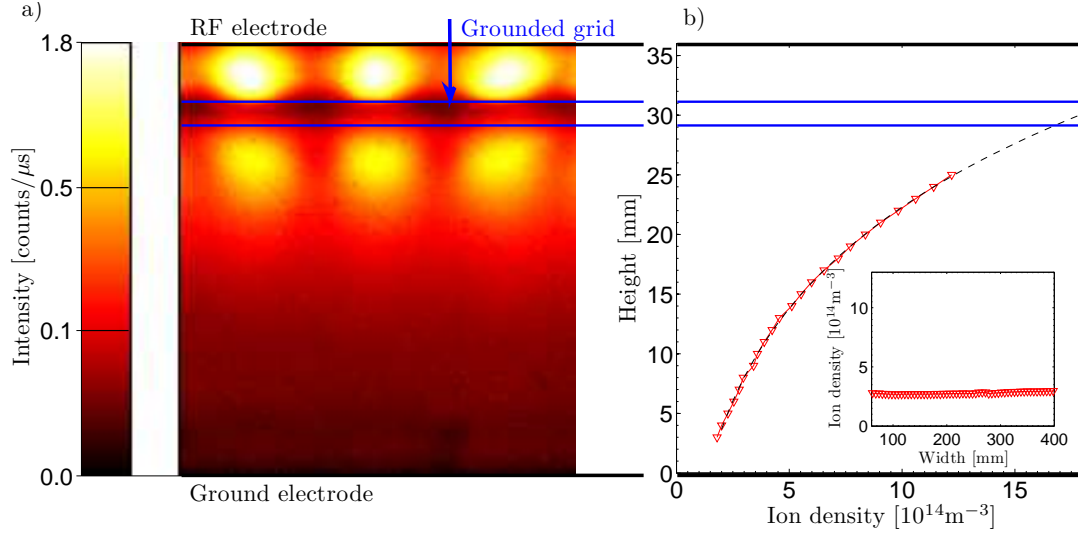 a)
RF electrode
Grounded grid
b)
1.8
0.5
0.1
0.0
Intensity [counts/μs]
Ground electrode
35
30
25
20
15
10
5
0
Height [mm]
0
5
10
15
Ion density [10¹⁴m⁻³]
10
5
0
Ion density [10¹⁴m⁻³]
100
200
300
400
Width [mm]